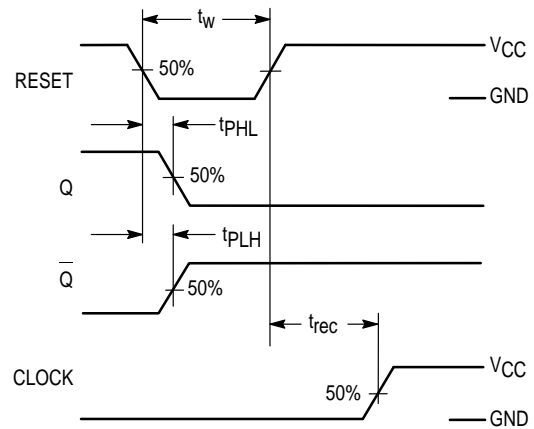 tw
VCC
50%
RESET
GND
tPHL
50%
Q
tPLH
Q
50%
trec
VCC
CLOCK
50%
GND